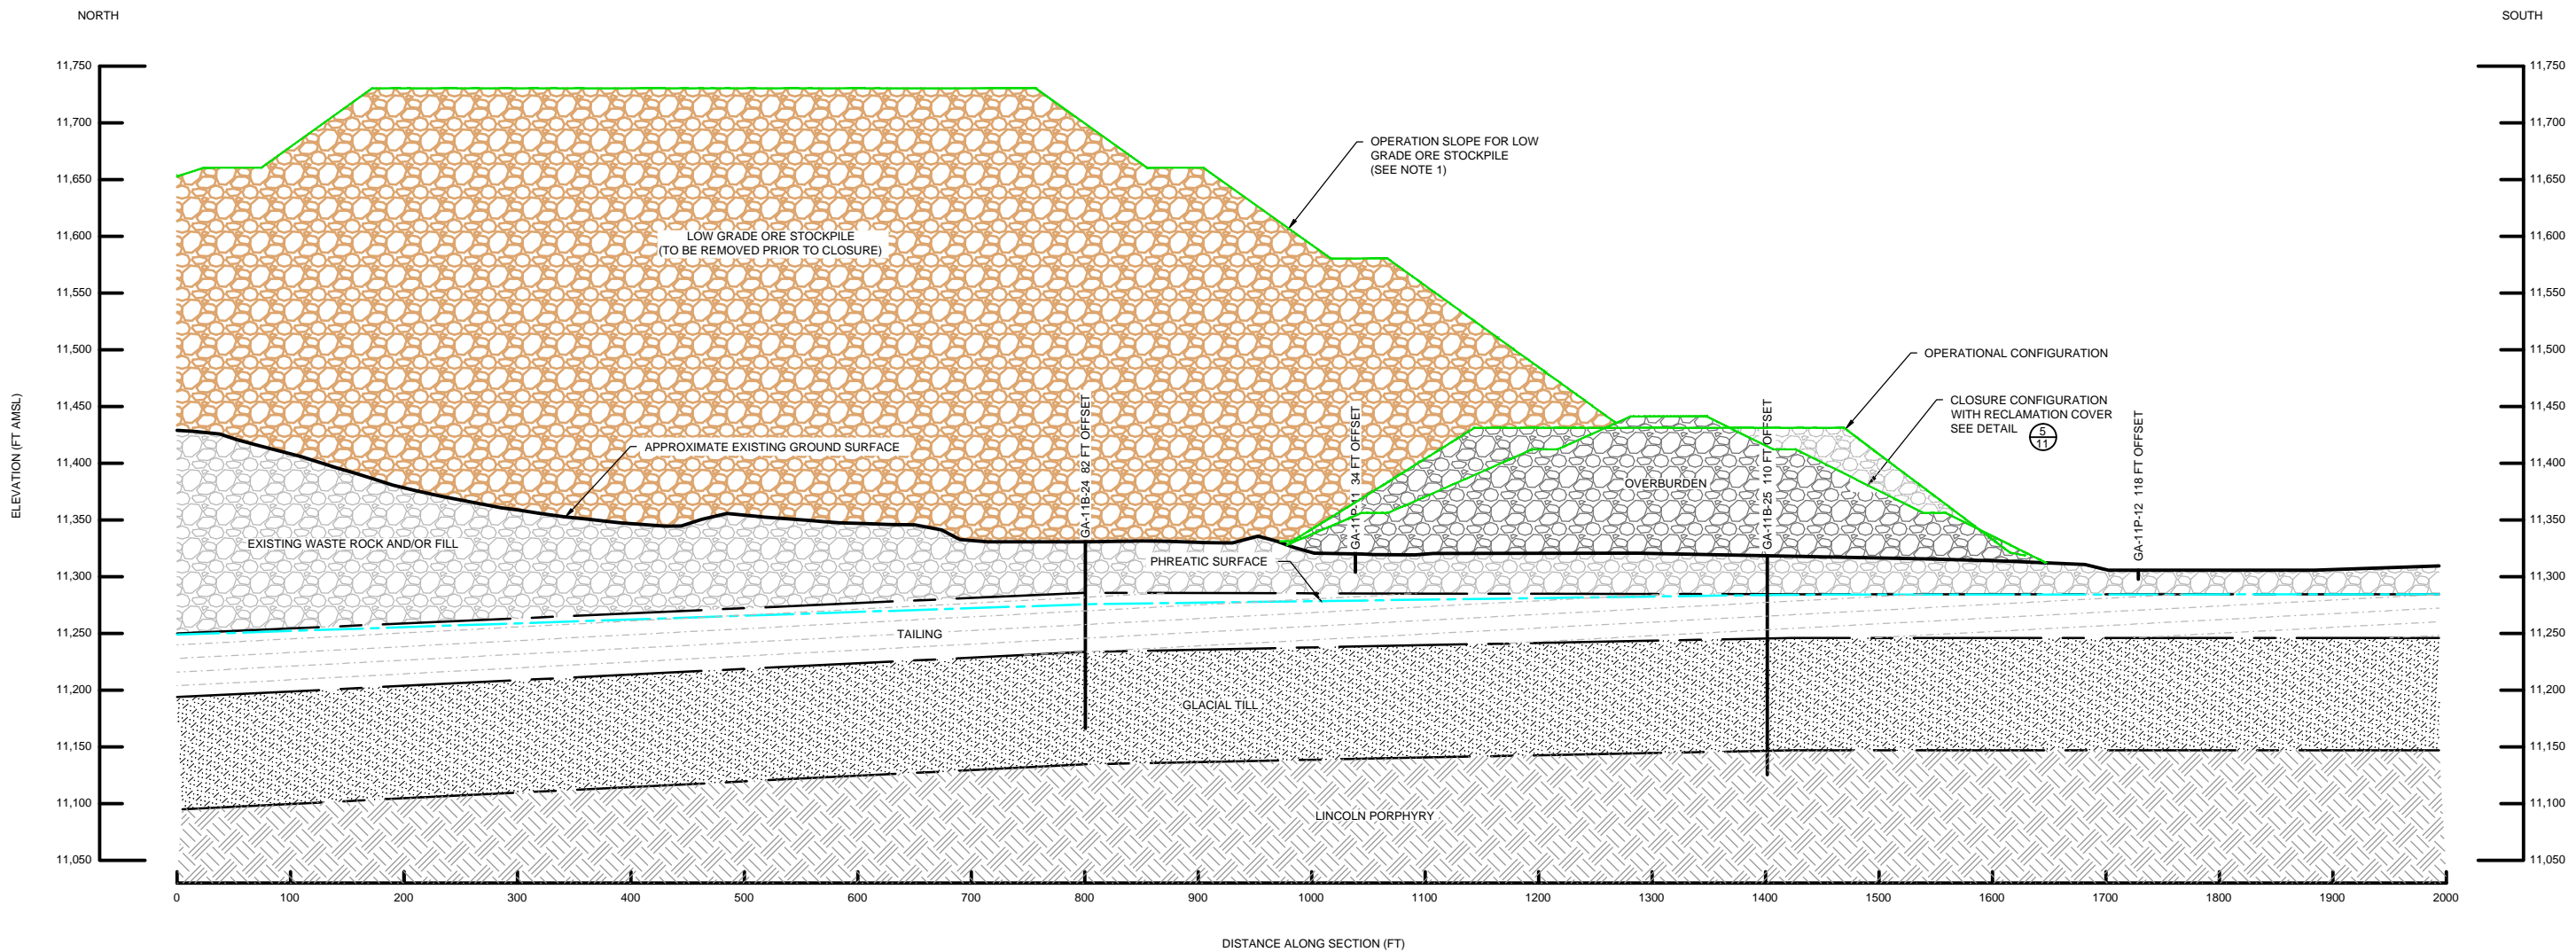 NORTH
SOUTH
11,750
11,700
11,650
11,600
11,550
11,500
11,450
11,400
11,350
11,300
11,250
11,200
11,150
11,100
11,050
ELEVATION (FT AMSL)
OPERATION SLOPE FOR LOW
GRADE ORE STOCKPILE
(SEE NOTE 1)
LOW GRADE ORE STOCKPILE
(TO BE REMOVED PRIOR TO CLOSURE)
OPERATIONAL CONFIGURATION
CLOSURE CONFIGURATION
WITH RECLAMATION COVER
SEE DETAIL
5
11
APPROXIMATE EXISTING GROUND SURFACE
GA-11B-24 82 FT OFFSET
GA-11P-11 34 FT OFFSET
GA-11B-25 110 FT OFFSET
GA-11P-12 118 FT OFFSET
OVERBURDEN
EXISTING WASTE ROCK AND/OR FILL
PHREATIC SURFACE
TAILING
GLACIAL TILL
LINCOLN PORPHYRY
11,750
11,700
11,650
11,600
11,550
11,500
11,450
11,400
11,350
11,300
11,250
11,200
11,150
11,100
11,050
0 100 200 300 400 500 600 700 800 900 1000 1100 1200 1300 1400 1500 1600 1700 1800 1900 2000
DISTANCE ALONG SECTION (FT)